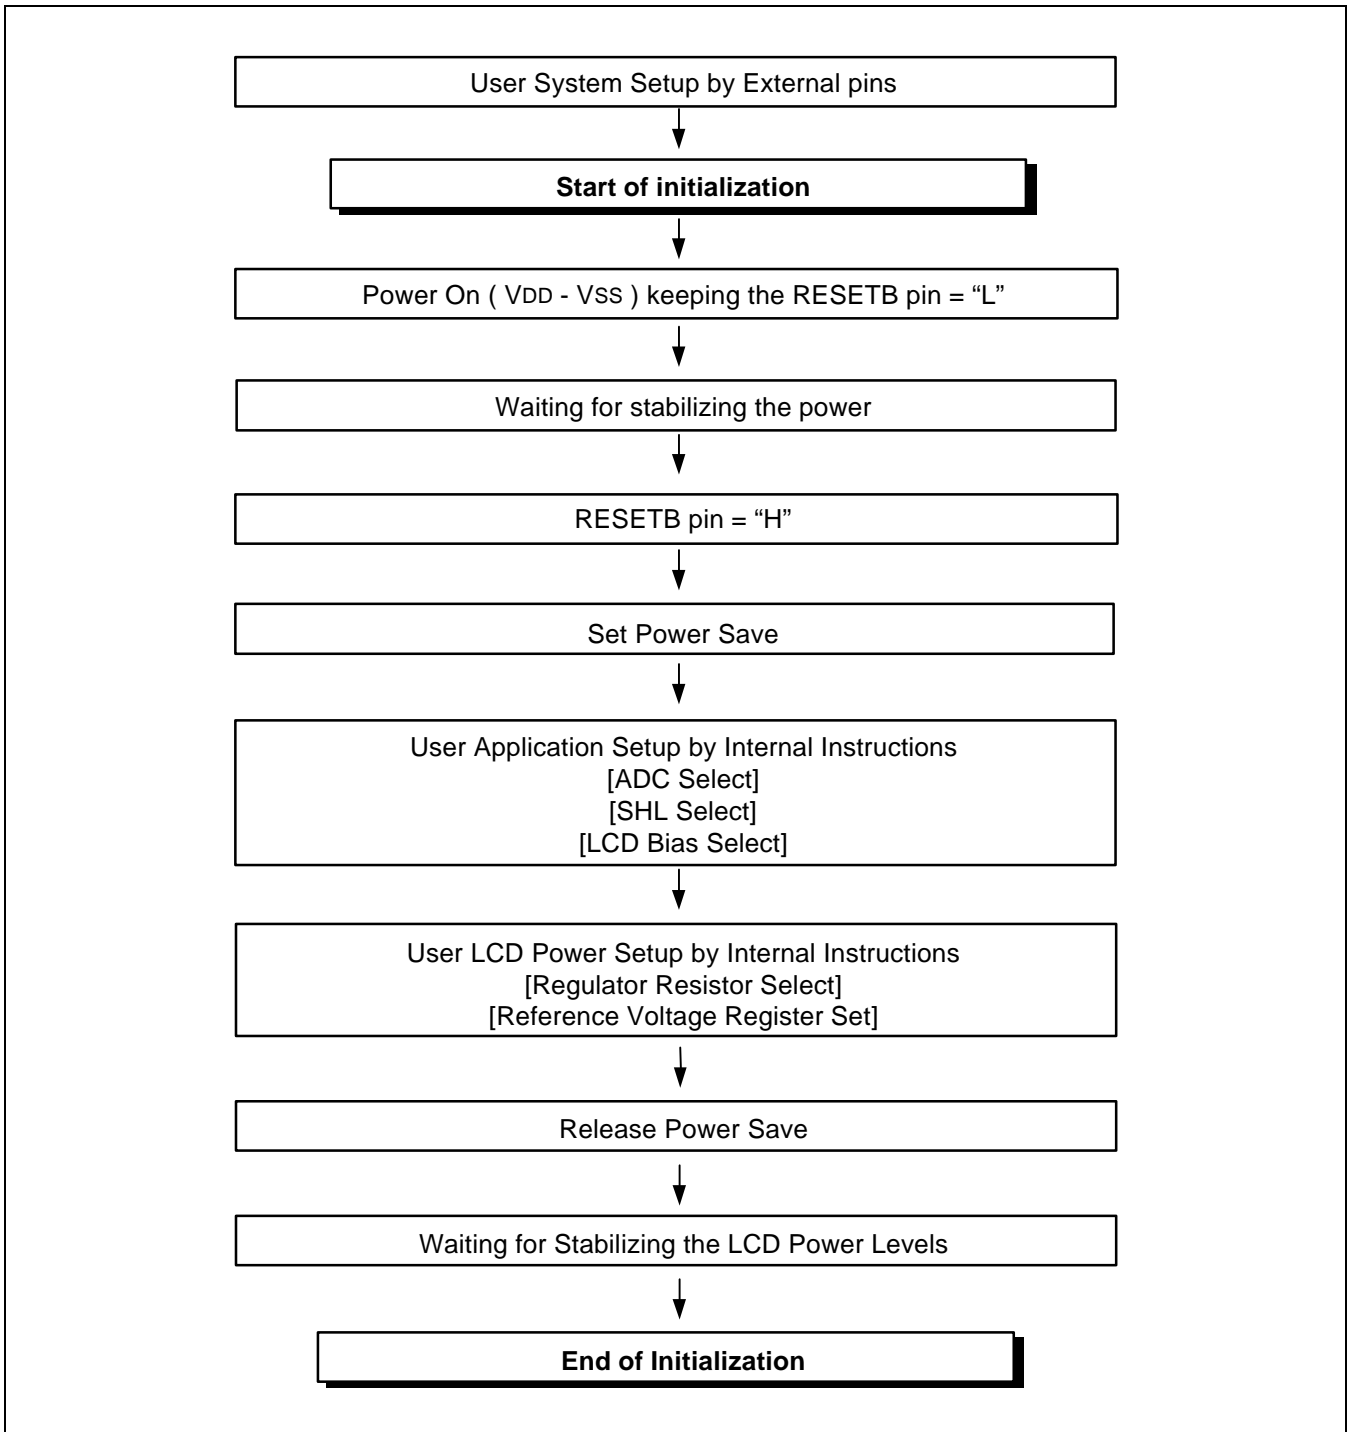 User System Setup by External pins
Start of initialization
Power On ( VDD - VSS ) keeping the RESETB pin = “L”
Waiting for stabilizing the power
RESETB pin = “H”
Set Power Save
User Application Setup by Internal Instructions
[ADC Select]
[SHL Select]
[LCD Bias Select]
User LCD Power Setup by Internal Instructions
[Regulator Resistor Select]
[Reference Voltage Register Set]
Release Power Save
Waiting for Stabilizing the LCD Power Levels
End of Initialization